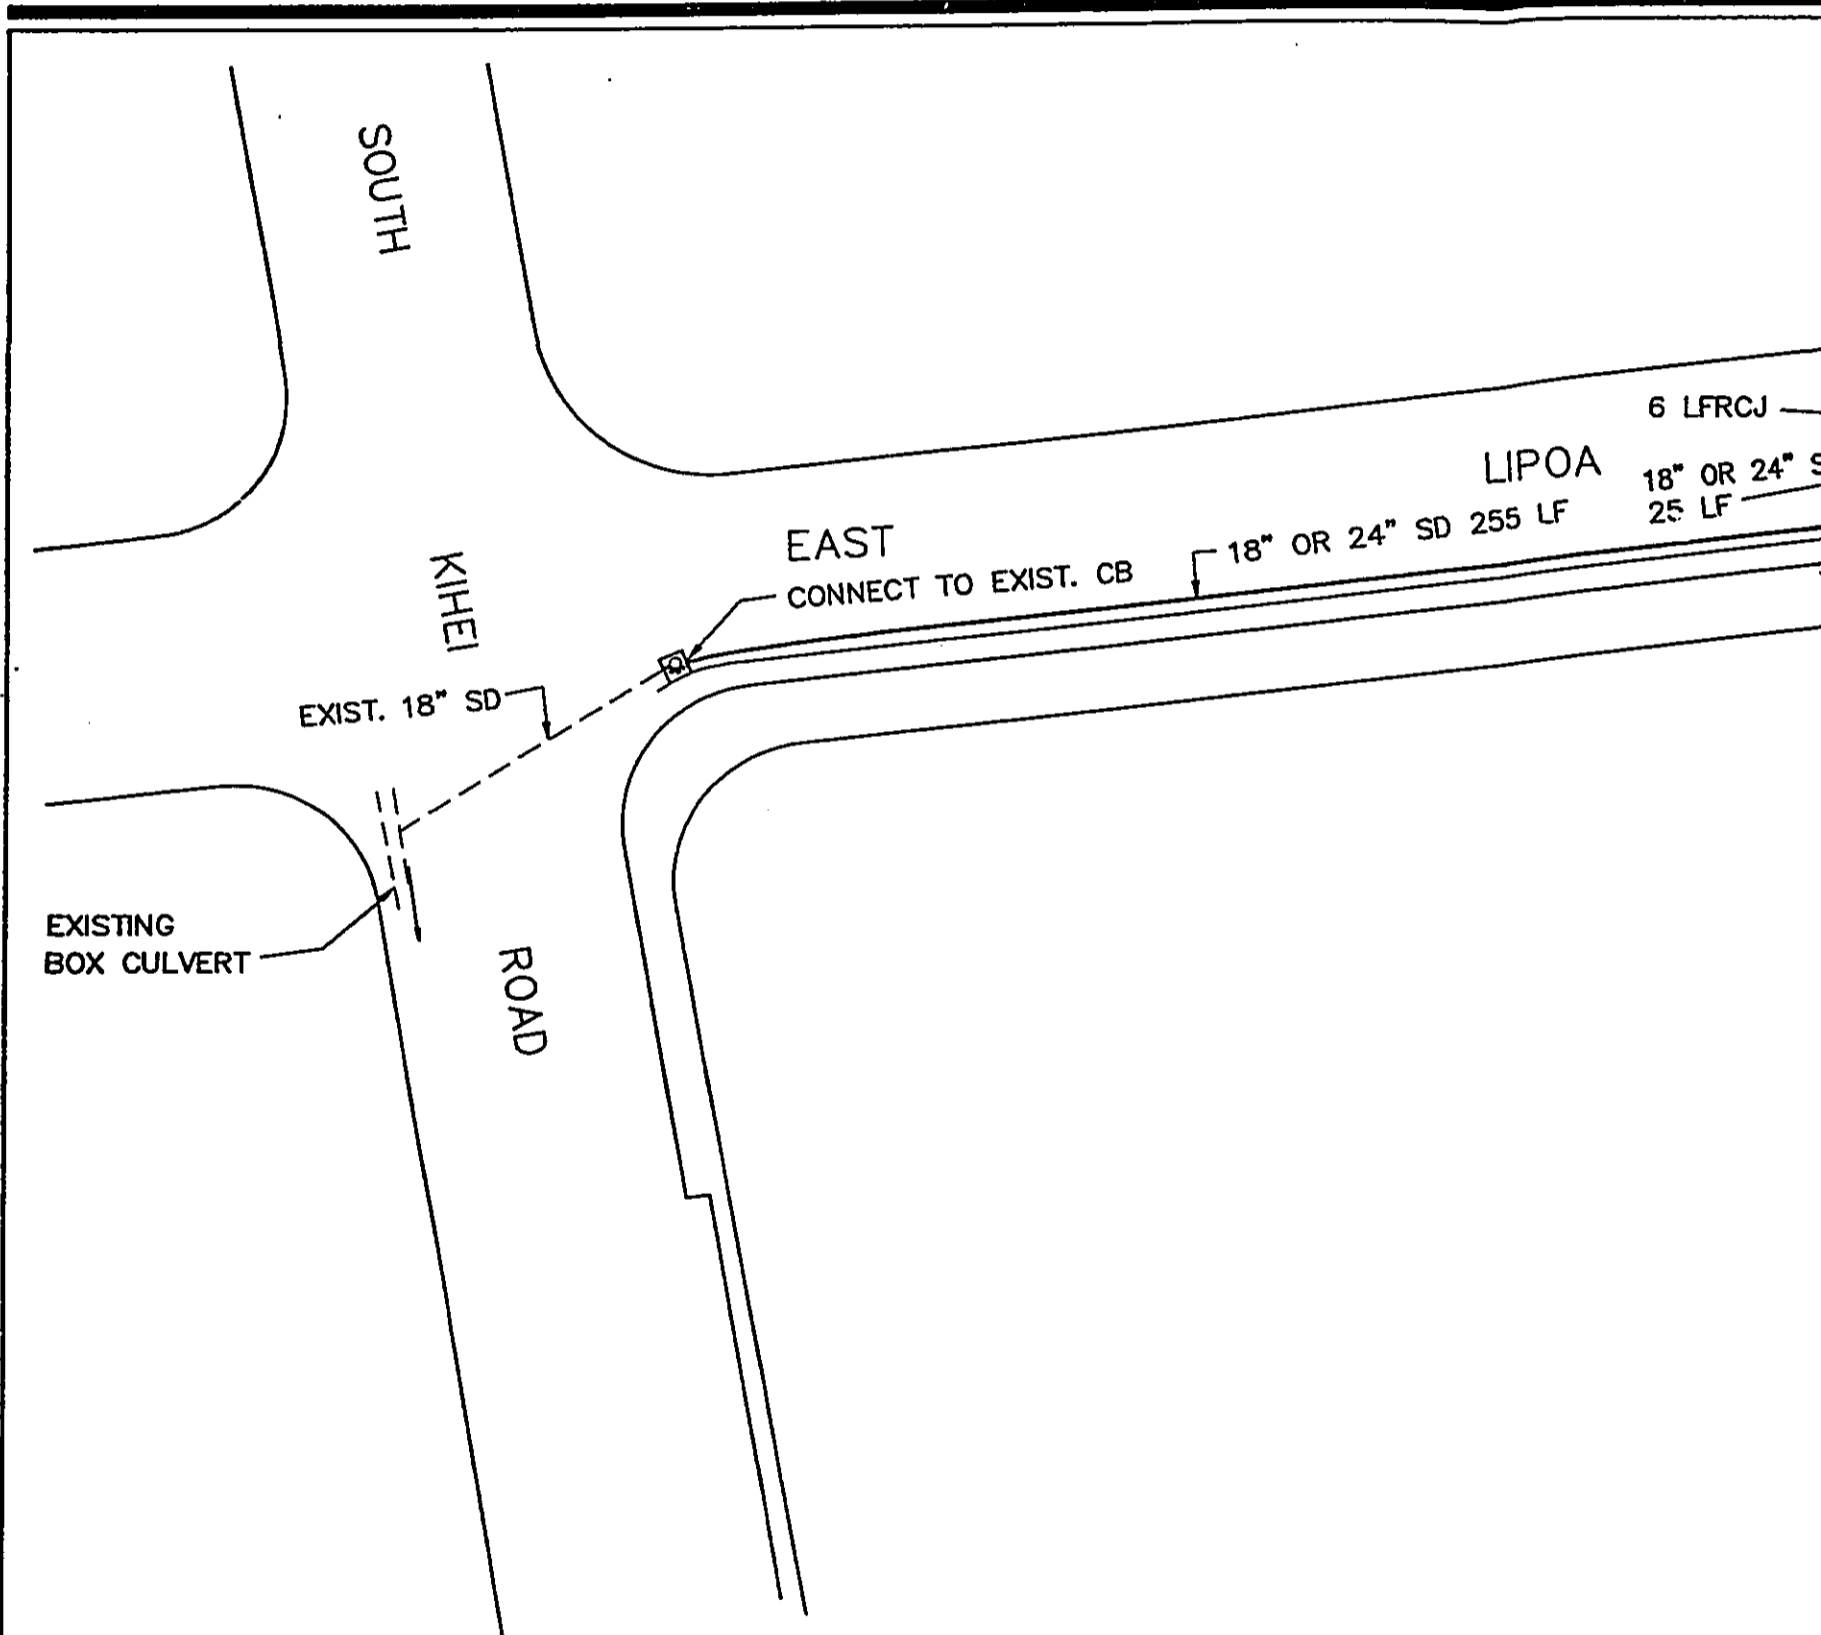 SOUTH
KIHEI
ROAD
6 LFRCJ
LIPOA
18" OR 24" S
25 LF
18" OR 24" SD 255 LF
EAST
CONNECT TO EXIST. CB
EXIST. 18" SD
EXISTING
BOX CULVERT